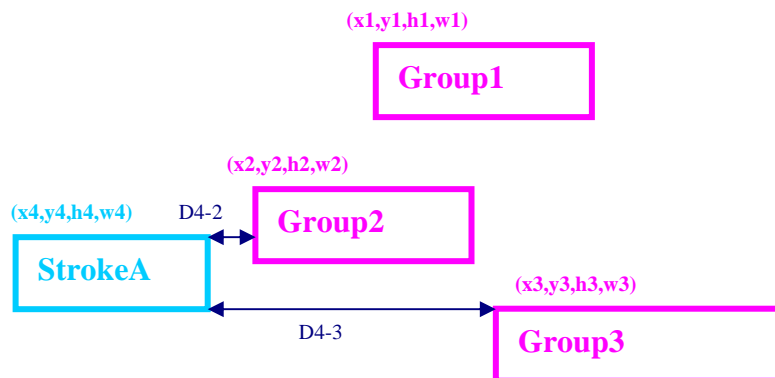 (x1,y1,h1,w1)
Group1
(x2,y2,h2,w2)
(x4,y4,h4,w4)
D4-2
Group2
StrokeA
(x3,y3,h3,w3)
D4-3
Group3